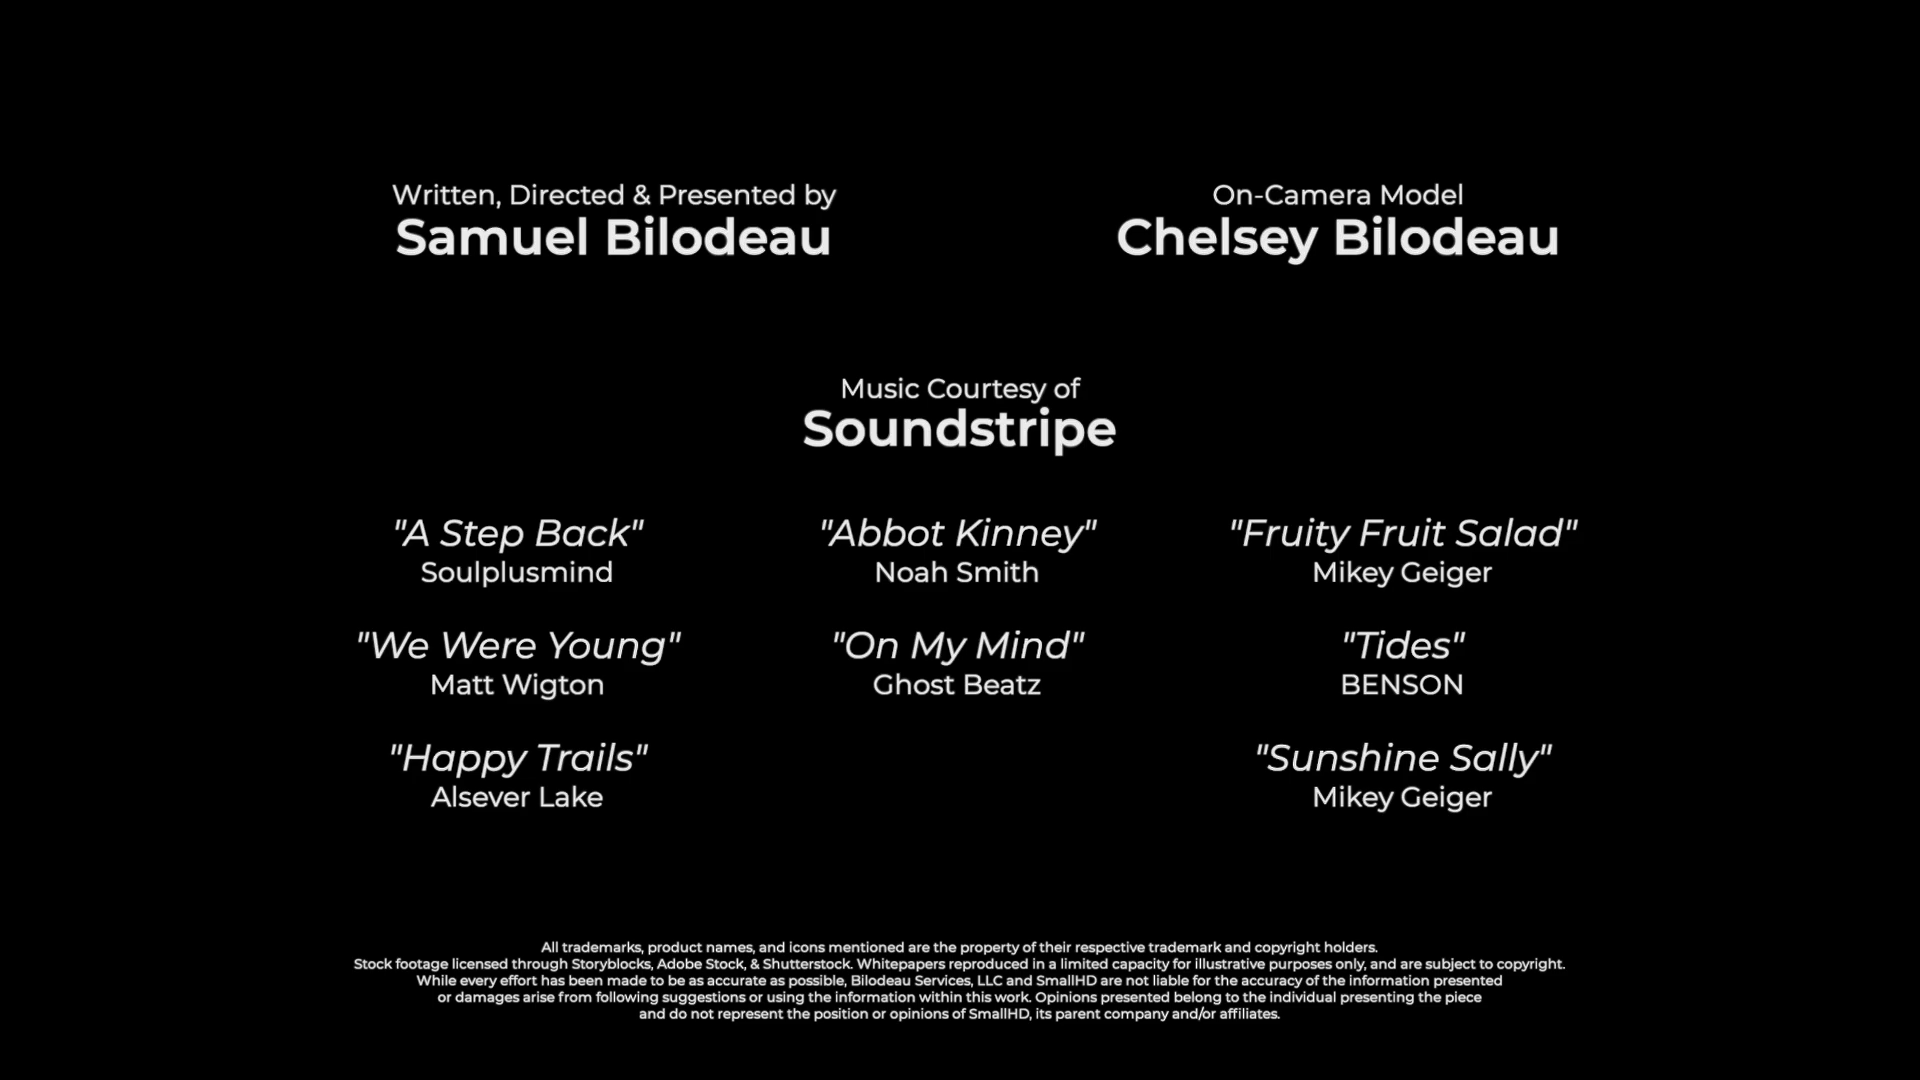 Written, Directed & Presented by
Samuel Bilodeau
On-Camera Model
Chelsey Bilodeau
Music Courtesy of
Soundstripe
"A Step Back"
Soulplusmind
"Abbot Kinney"
Noah Smith
"Fruity Fruit Salad"
Mikey Geiger
"We Were Young"
Matt Wigton
"On My Mind"
Ghost Beatz
"Tides"
BENSON
"Happy Trails"
Alsever Lake
"Sunshine Sally"
Mikey Geiger
All trademarks, product names, and icons mentioned are the property of their respective trademark and copyright holders.
Stock footage licensed through Storyblocks, Adobe Stock, & Shutterstock. Whitepapers reproduced in a limited capacity for illustrative purposes only, and are subject to copyright.
While every effort has been made to be as accurate as possible, Bilodeau Services, LLC and SmallHD are not liable for the accuracy of the information presented
or damages arise from following suggestions or using the information within this work. Opinions presented belong to the individual presenting the piece
and do not represent the position or opinions of SmallHD, its parent company and/or affiliates.